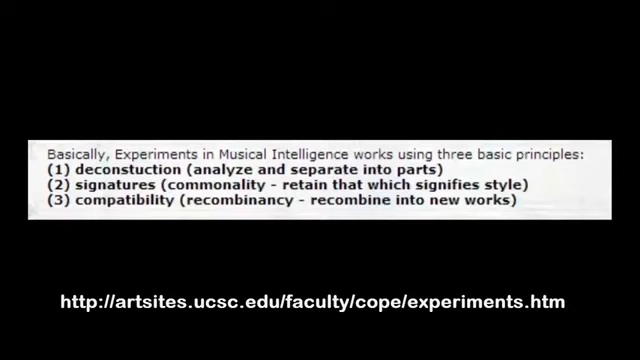 Basically, Experiments in Musical Intelligence works using three basic principles:
(1) deconstuction (analyze and separate into parts)
(2) signatures (commonality - retain that which signifies style)
(3) compatibility (recombinancy - recombine into new works)
http://artsites.ucsc.edu/faculty/cope/experiments.htm